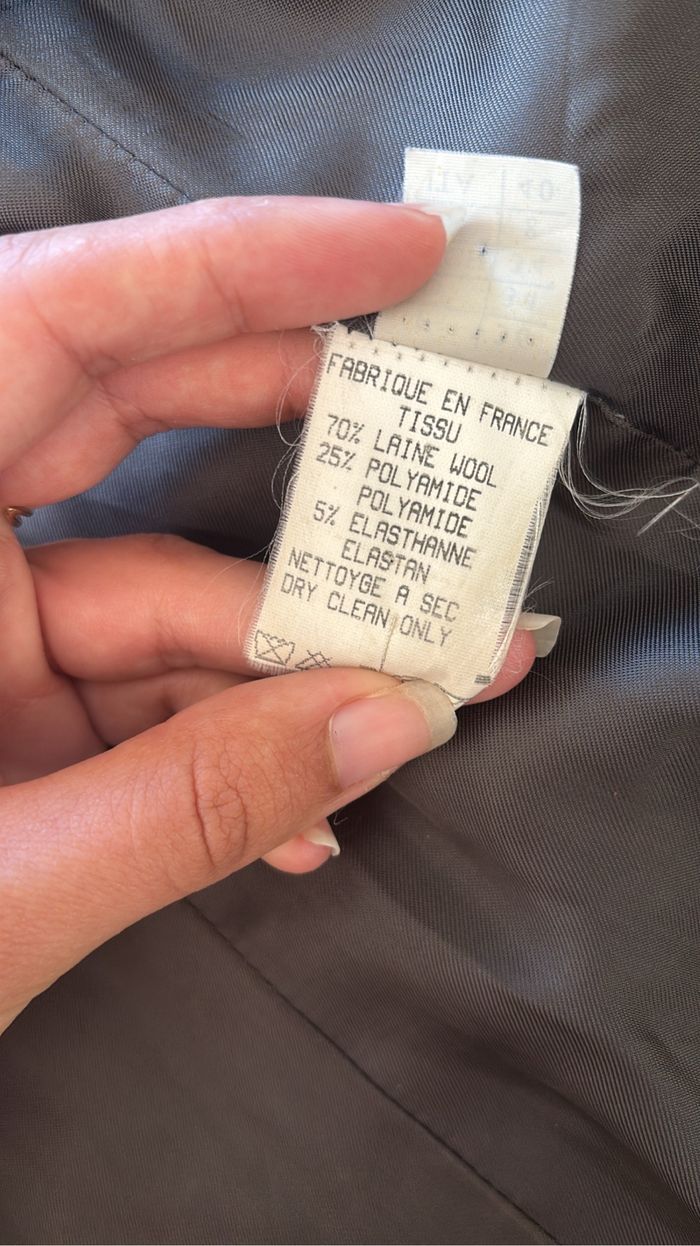 FABRIQUE EN FRANCE
TISSU
70% LAINE WOOL
25% POLYAMIDE
POLYAMIDE
5% ELASTHANNE
ELASTAN
NETTOYGE A SEC
DRY CLEAN ONLY